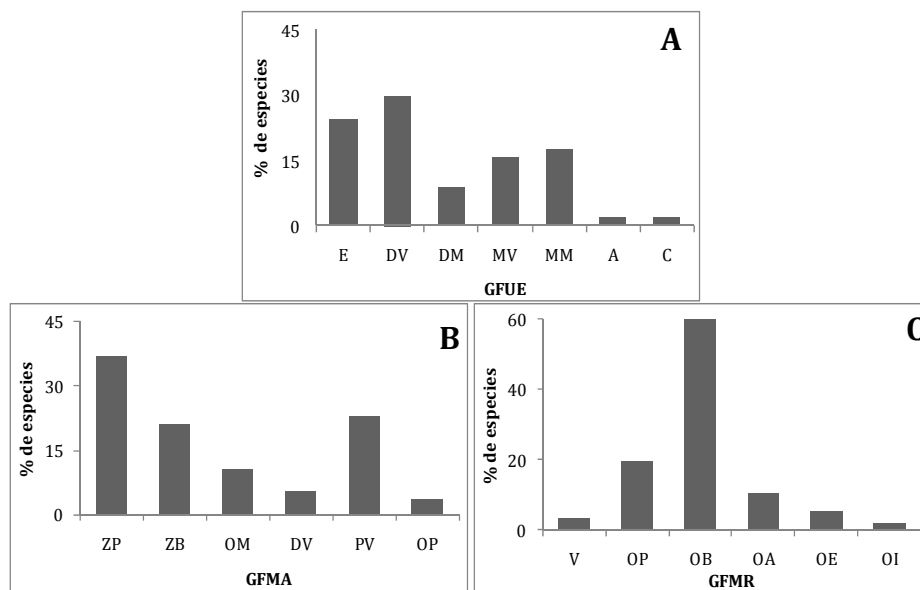 A
45
30
15
0
% de especies
E DV DM MV MM A C
GFUE
B
45
30
15
0
% de especies
ZP ZB OM DV PV OP
GFMA
C
60
40
20
0
% de especies
V OP OB OA OE OI
GFMR